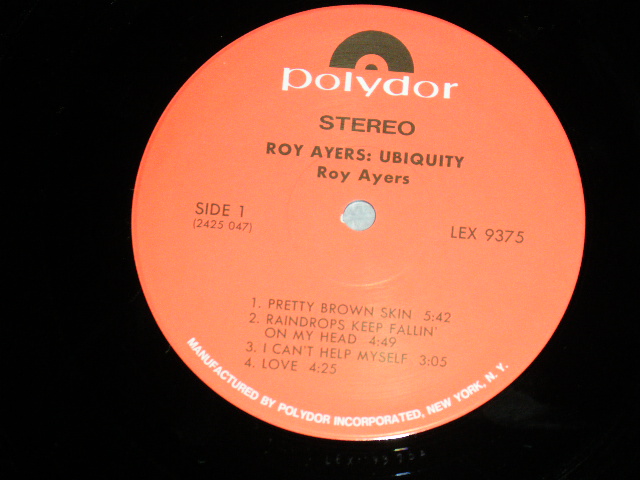 polydor
STEREO
ROY AYERS: UBIQUITY
Roy Ayers
SIDE 1
(2425 047)
LEX 9375
1. PRETTY BROWN SKIN 5:42
2. RAINDROPS KEEP FALLIN'
ON MY HEAD 4:49
3. I CAN'T HELP MYSELF 3:05
4. LOVE 4:25
MANUFACTURED BY POLYDOR INCORPORATED, NEW YORK, N. Y.